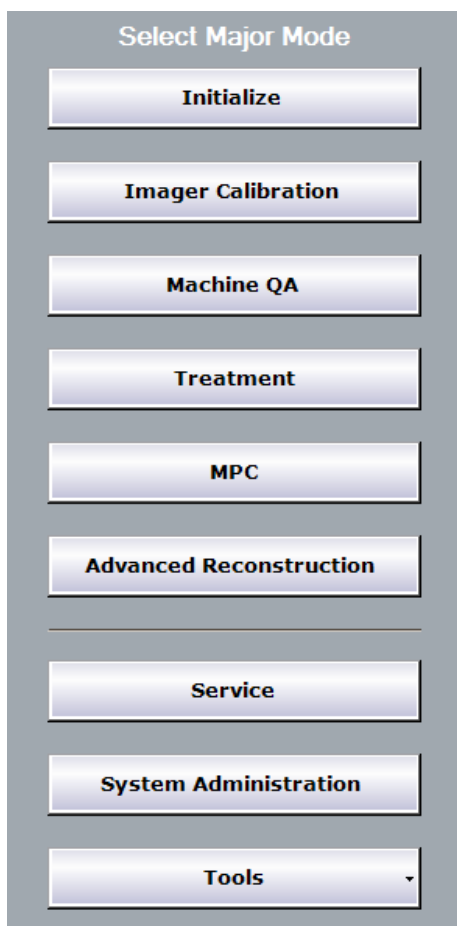 Select Major Mode
Initialize
Imager Calibration
Machine QA
Treatment
MPC
Advanced Reconstruction
Service
System Administration
Tools